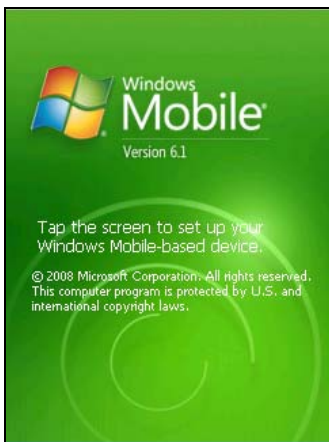 Windows
Mobile®
Version 6.1
Tap the screen to set up your
Windows Mobile-based device.
© 2008 Microsoft Corporation. All rights reserved.
This computer program is protected by U.S. and
international copyright laws.